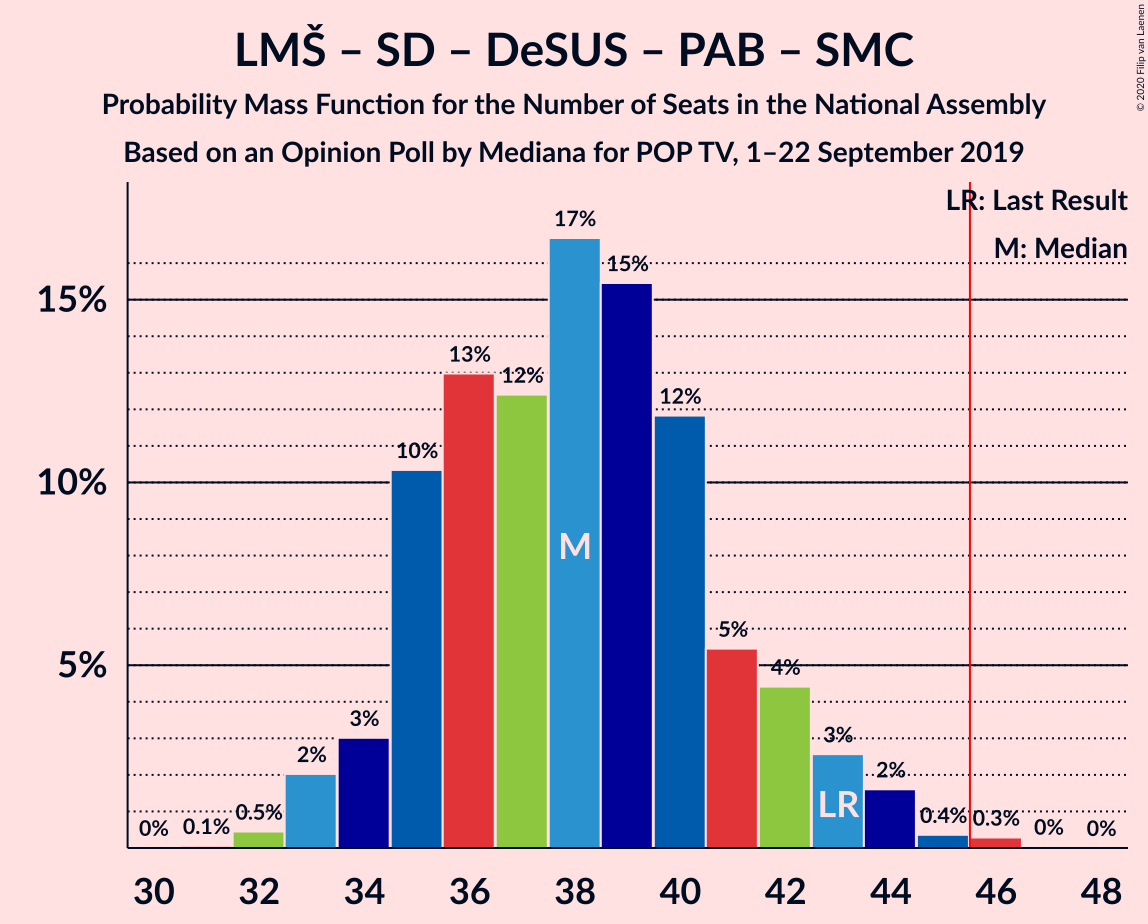 LMŠ – SD – DeSUS – PAB – SMC
Probability Mass Function for the Number of Seats in the National Assembly
Based on an Opinion Poll by Mediana for POP TV, 1–22 September 2019
© 2020 Filip van Laenen
LR: Last Result
M: Median
15%
10%
5%
0%
0.1%
0.5%
2%
3%
10%
13%
12%
17%
15%
12%
5%
4%
3%
2%
0.4%
0.3%
0%
0%
M
LR
30 32 34 36 38 40 42 44 46 48